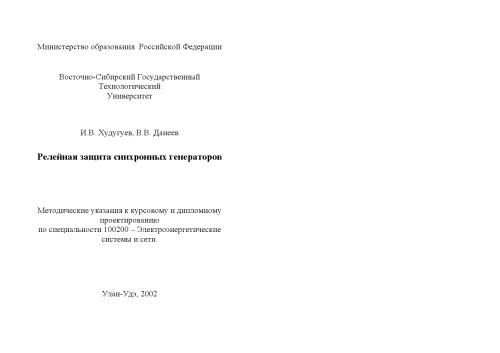 Министерство образования Российской Федерации
Восточно-Сибирский Государственный
Технологический
Университет
И.В. Худугуев, В.В. Данеев
Релейная защита синхронных генераторов
Методические указания к курсовому и дипломному
проектированию
по специальности 100200 – Электроэнергетические
системы и сети.
Улан-Удэ, 2002